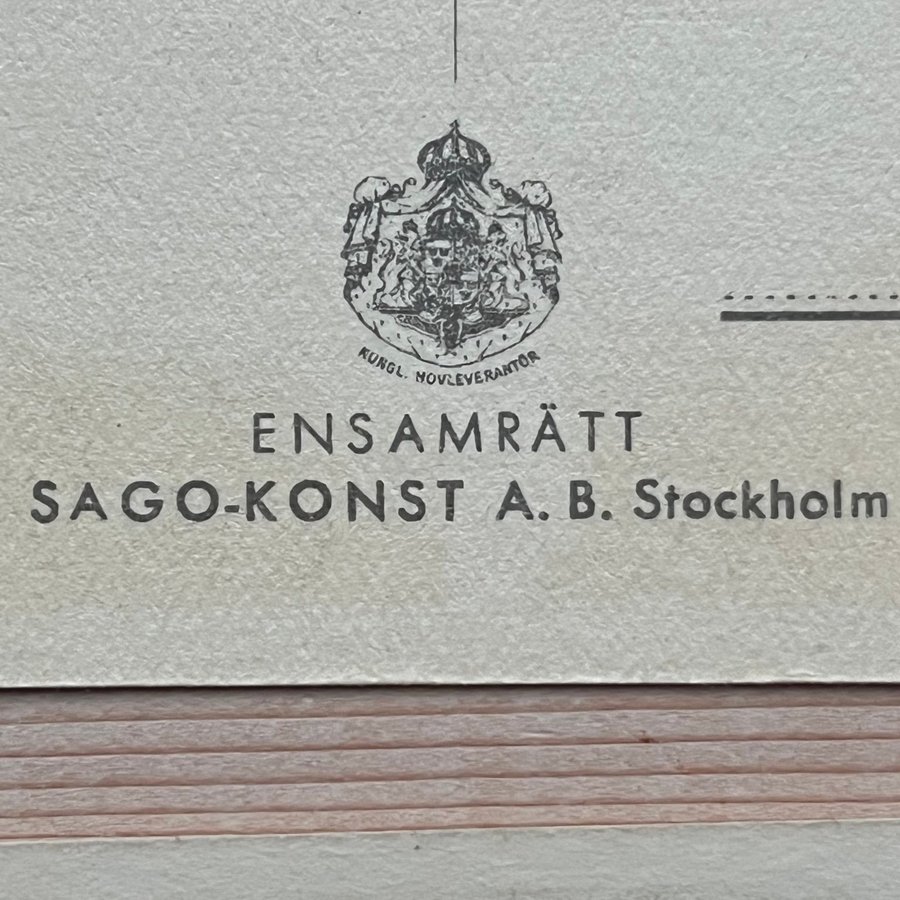 KUNGL. HOVLEVERANTÖR
ENSAMRÄTT
SAGO-KONST A. B. Stockholm